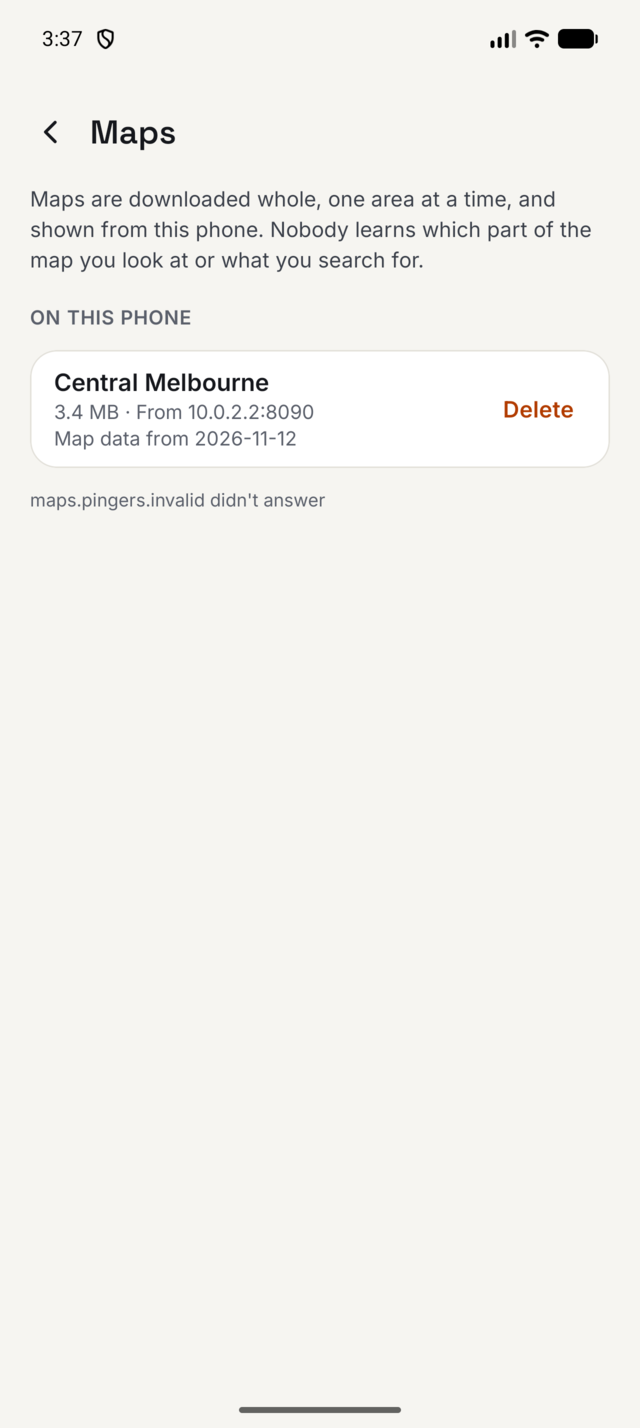 3:37
Maps
Maps are downloaded whole, one area at a time, and
shown from this phone. Nobody learns which part of the
map you look at or what you search for.
ON THIS PHONE
Central Melbourne
3.4 MB · From 10.0.2.2:8090
Map data from 2026-11-12
Delete
maps.pingers.invalid didn't answer